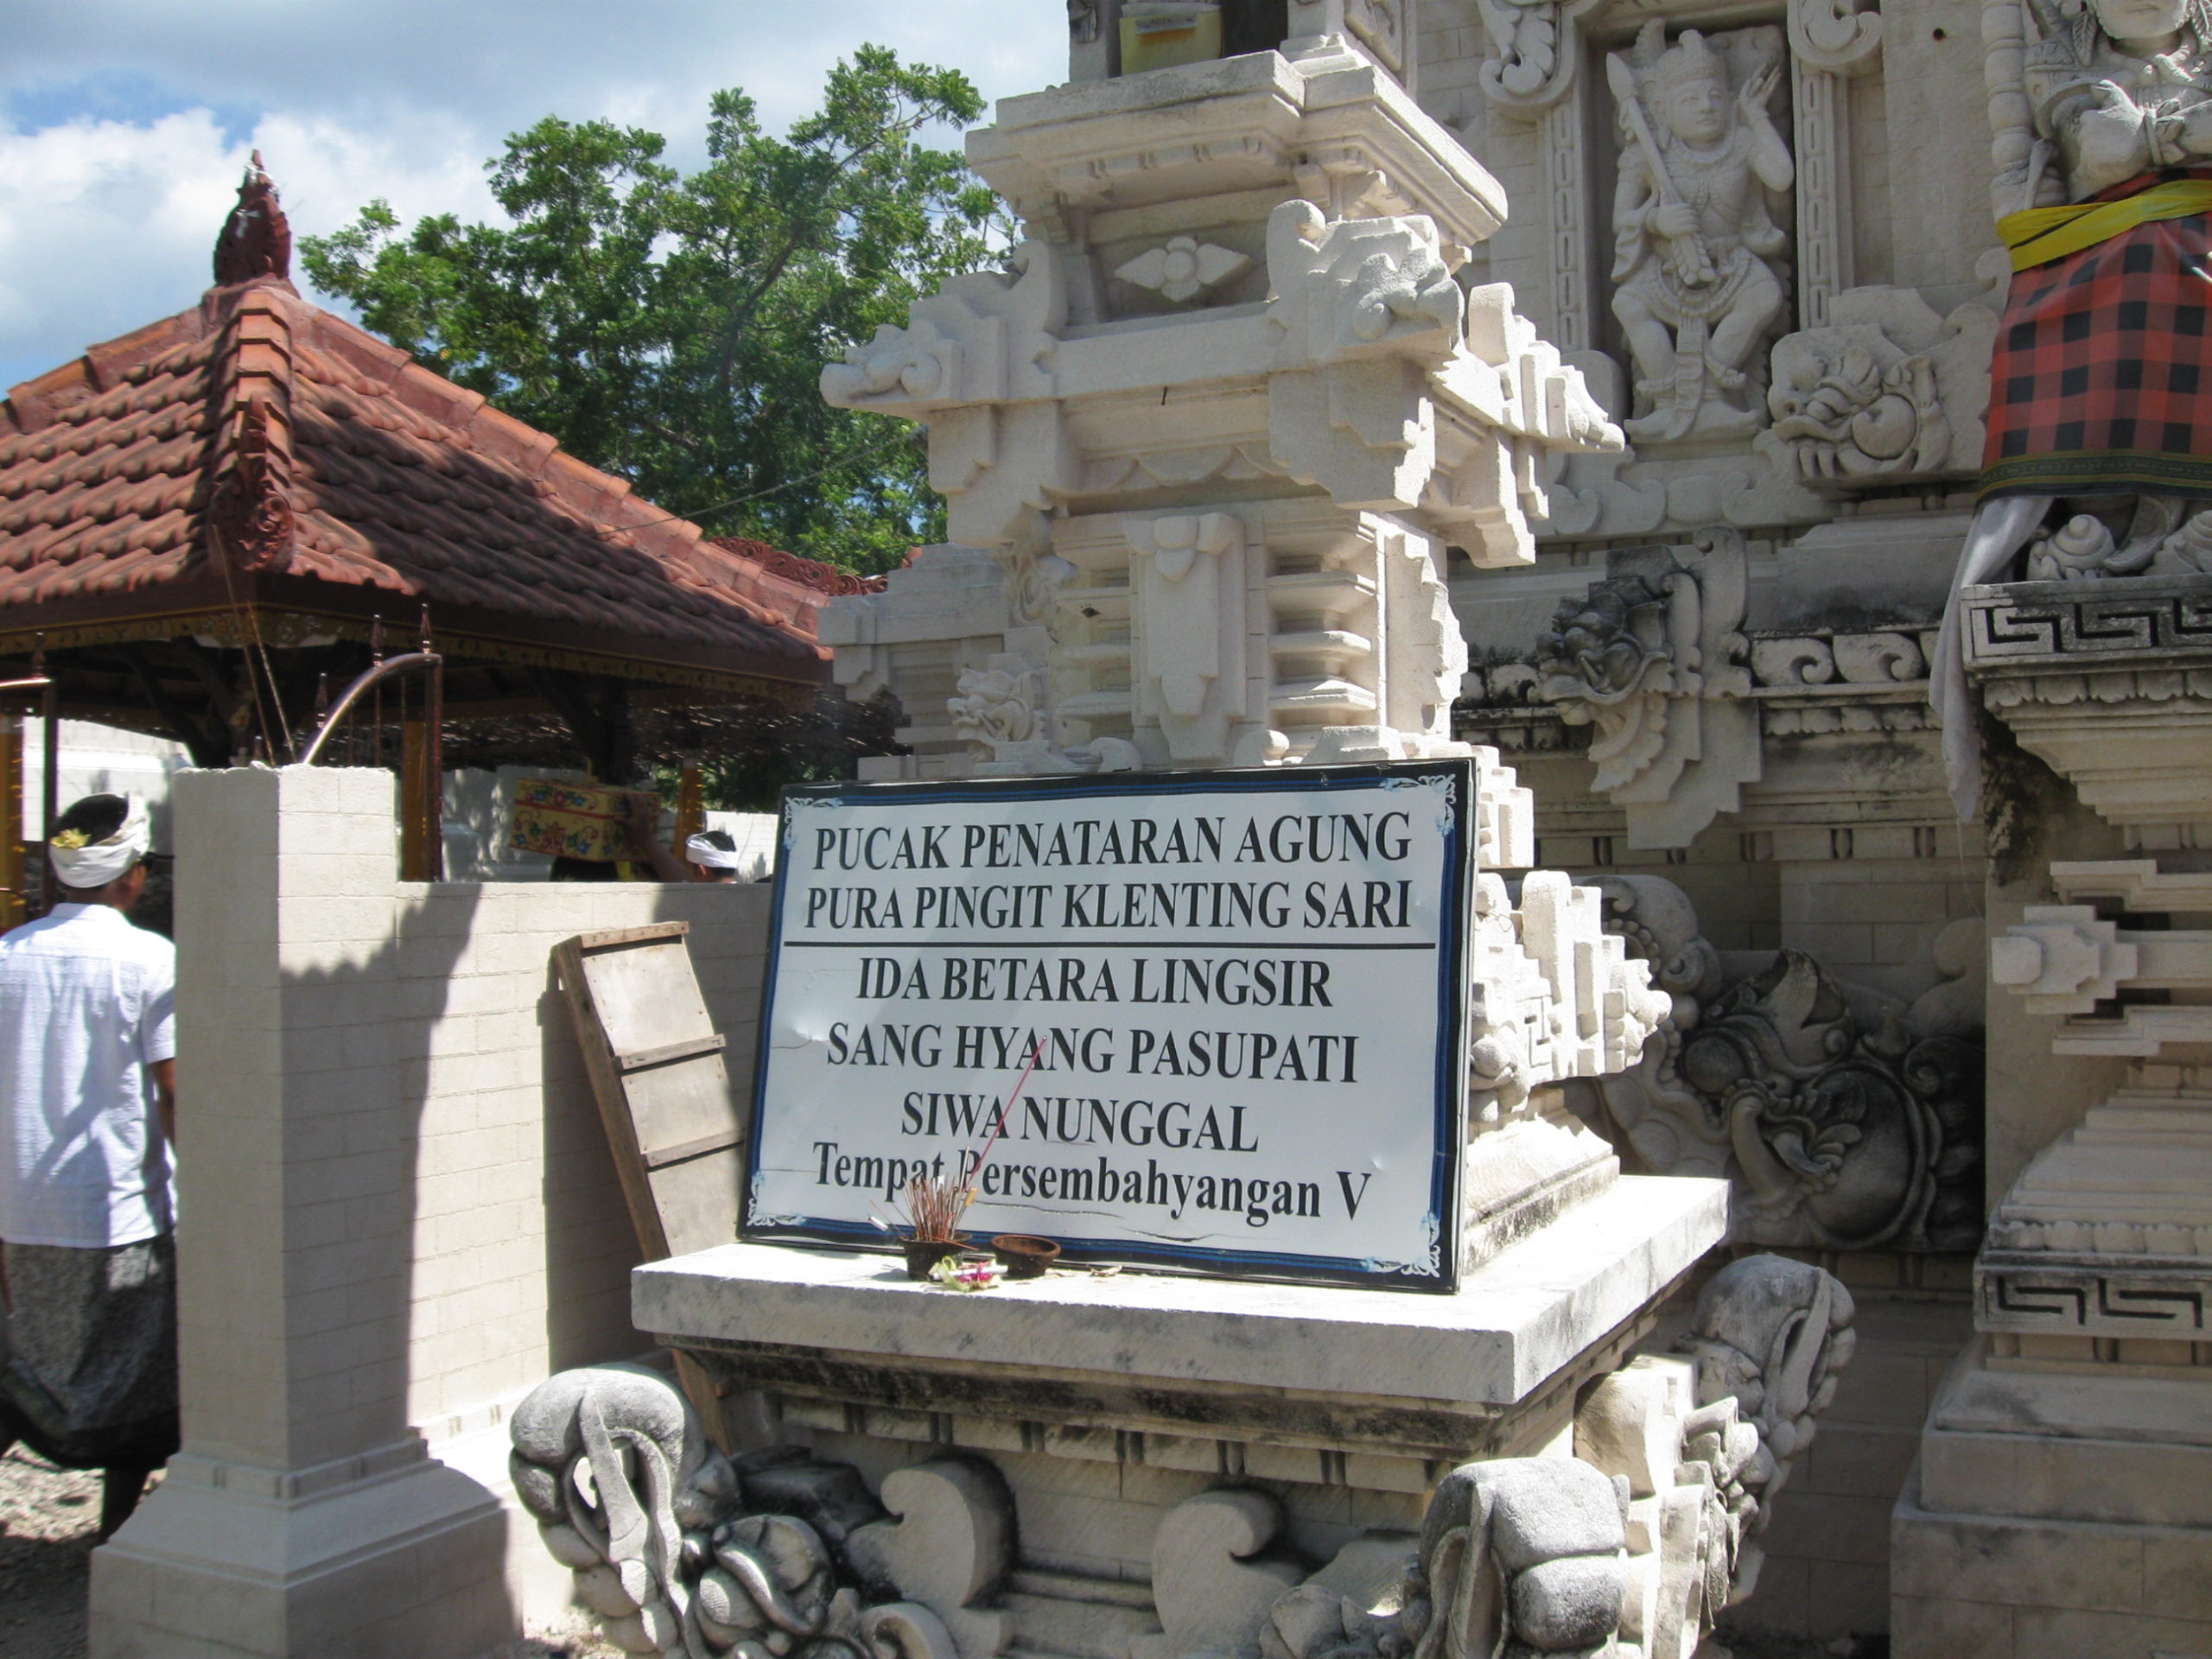 PUCAK PENATARAN AGUNG
PURA PINGIT KLENTING SARI
IDA BETARA LINGSIR
SANG HYANG PASUPATI
SIWA NUNGGAL
Tempat Persembahyangan V